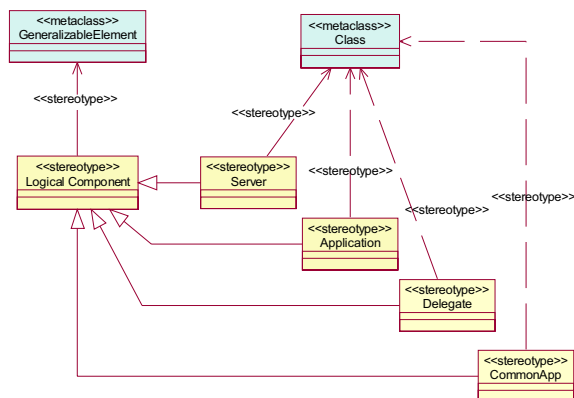 <<metaclass>>
GeneralizableElement
<<metaclass>>
Class
<<stereotype>>
<<stereotype>>
<<stereotype>>
Logical Component
<<stereotype>>
Server
<<stereotype>>
<<stereotype>>
<<stereotype>>
<<stereotype>>
Application
<<stereotype>>
Delegate
<<stereotype>>
CommonApp